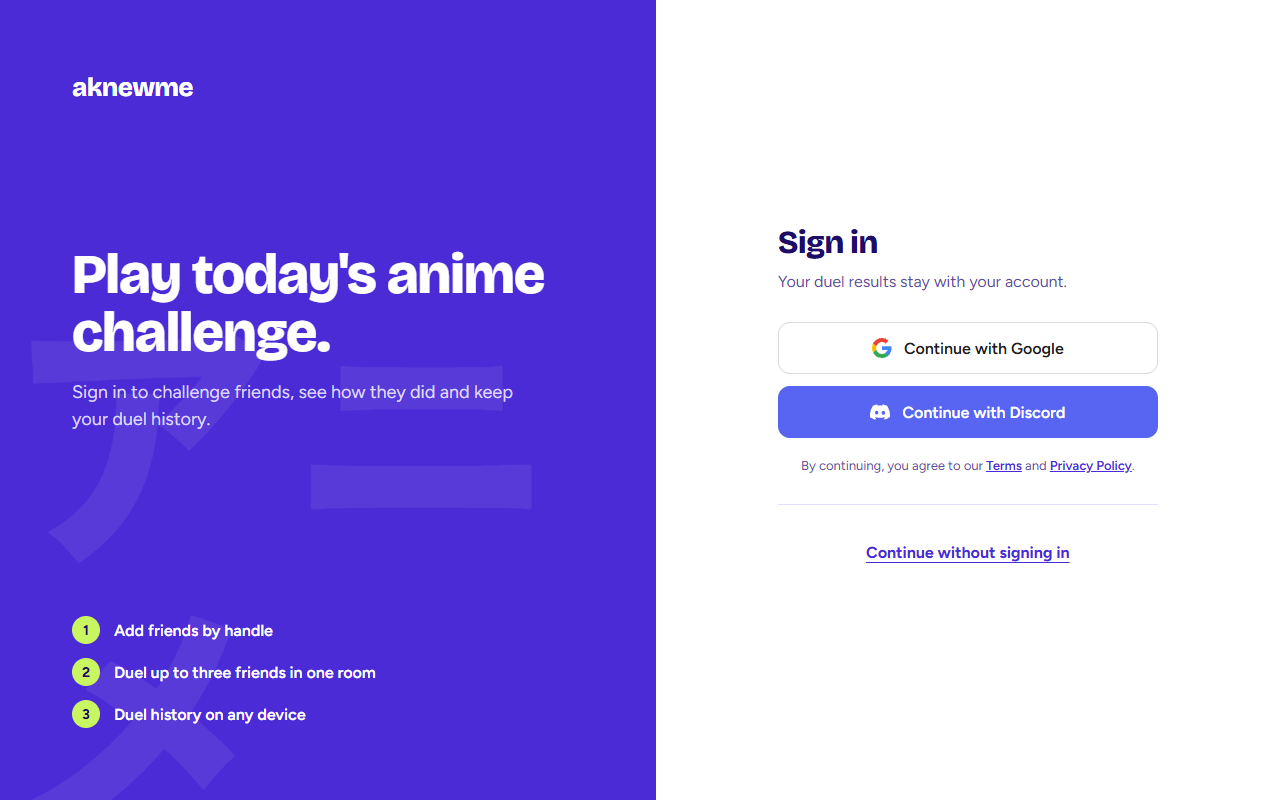 aknewme
Play today's anime
challenge.
Sign in to challenge friends, see how they did and keep
your duel history.
アニ
メ
1 Add friends by handle
2 Duel up to three friends in one room
3 Duel history on any device
Sign in
Your duel results stay with your account.
Continue with Google
Continue with Discord
By continuing, you agree to our Terms and Privacy Policy.
Continue without signing in